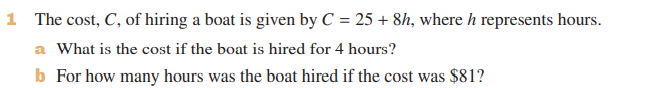 1 The cost, C, of hiring a boat is given by C = 25 + 8h, where h represents hours.
a What is the cost if the boat is hired for 4 hours?
b For how many hours was the boat hired if the cost was $81?